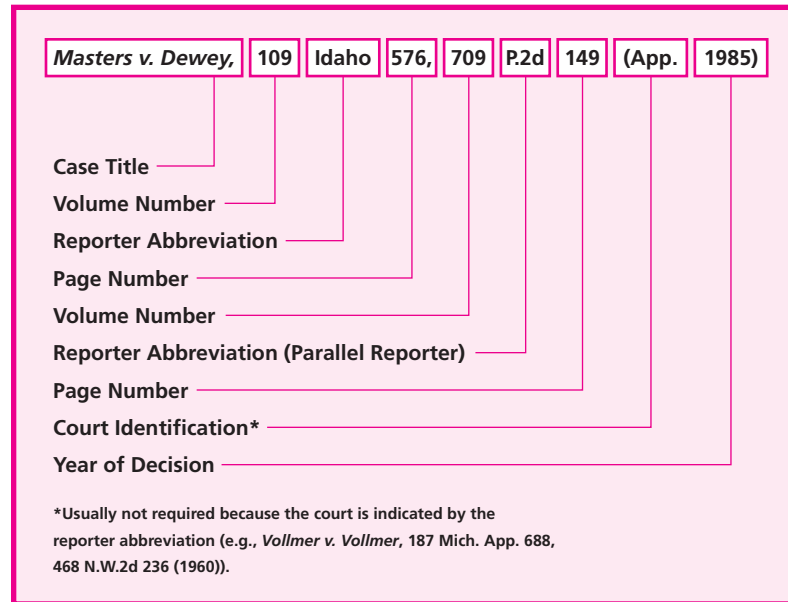 Masters v. Dewey, 109 Idaho 576, 709 P.2d 149 (App. 1985)
Case Title
Volume Number
Reporter Abbreviation
Page Number
Volume Number
Reporter Abbreviation (Parallel Reporter)
Page Number
Court Identification*
Year of Decision
*Usually not required because the court is indicated by the
reporter abbreviation (e.g., Vollmer v. Vollmer, 187 Mich. App. 688,
468 N.W.2d 236 (1960)).